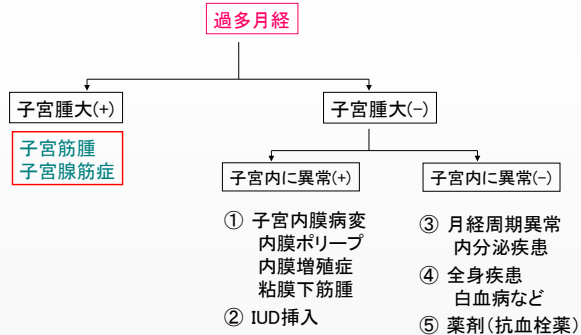 過多月経
子宮腫大(+)
子宮腫大(−)
子宮筋腫
子宮腺筋症
子宮内に異常(+)
子宮内に異常(−)
① 子宮内膜病変
内膜ポリープ
内膜増殖症
粘膜下筋腫
② IUD挿入
③ 月経周期異常
内分泌疾患
④ 全身疾患
白血病など
⑤ 薬剤(抗血栓薬)